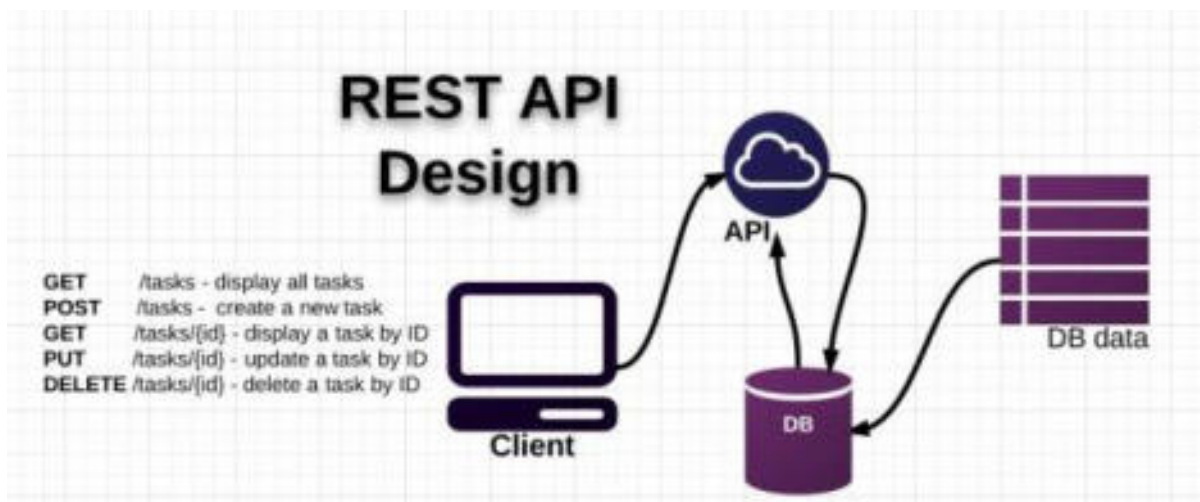 REST API
Design
API
GET /tasks - display all tasks
POST /tasks - create a new task
GET /tasks/{id} - display a task by ID
PUT /tasks/{id} - update a task by ID
DELETE /tasks/{id} - delete a task by ID
Client
DB
DB data